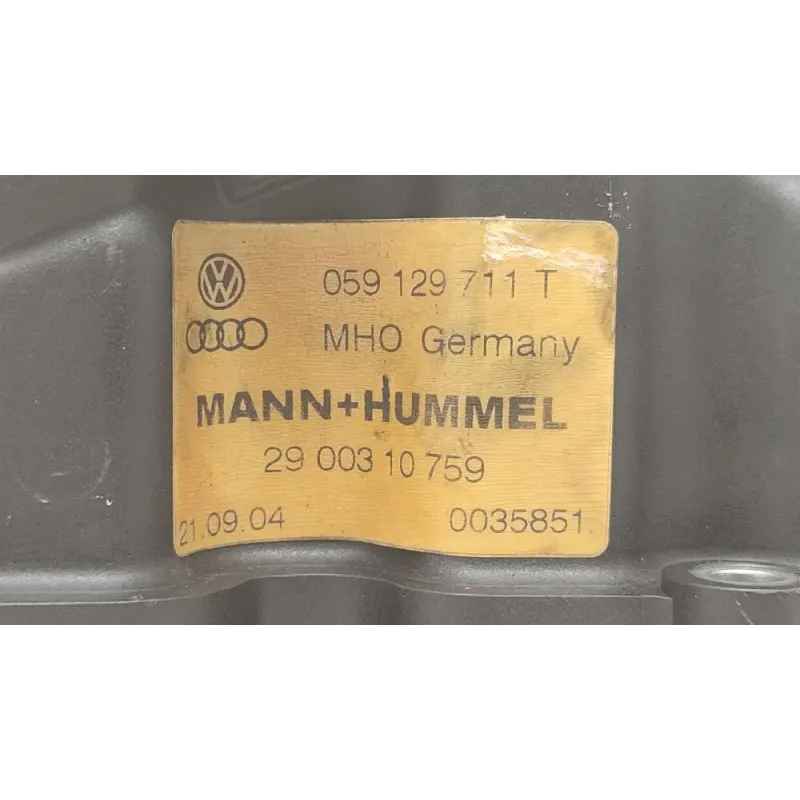 059 129 711 T
MHO Germany
MANN+HUMMEL
29 003 10 759
21.09.04 0035851